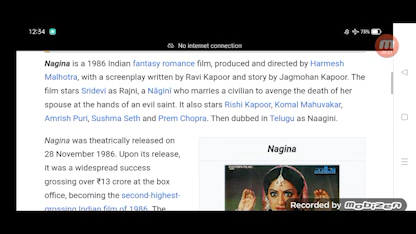 12:34
73%
No internet connection
Nagina is a 1986 Indian fantasy romance film, produced and directed by Harmesh
Malhotra, with a screenplay written by Ravi Kapoor and story by Jagmohan Kapoor. The
film stars Sridevi as Rajni, a Nāginī who marries a civilian to avenge the death of her
spouse at the hands of an evil saint. It also stars Rishi Kapoor, Komal Mahuvakar,
Amrish Puri, Sushma Seth and Prem Chopra. Then dubbed in Telugu as Naagini.
Nagina was theatrically released on
28 November 1986. Upon its release,
it was a widespread success
grossing over ₹13 crore at the box
office, becoming the second-highest-
grossing Indian film of 1986. The
Nagina
Recorded by MOBIZEN